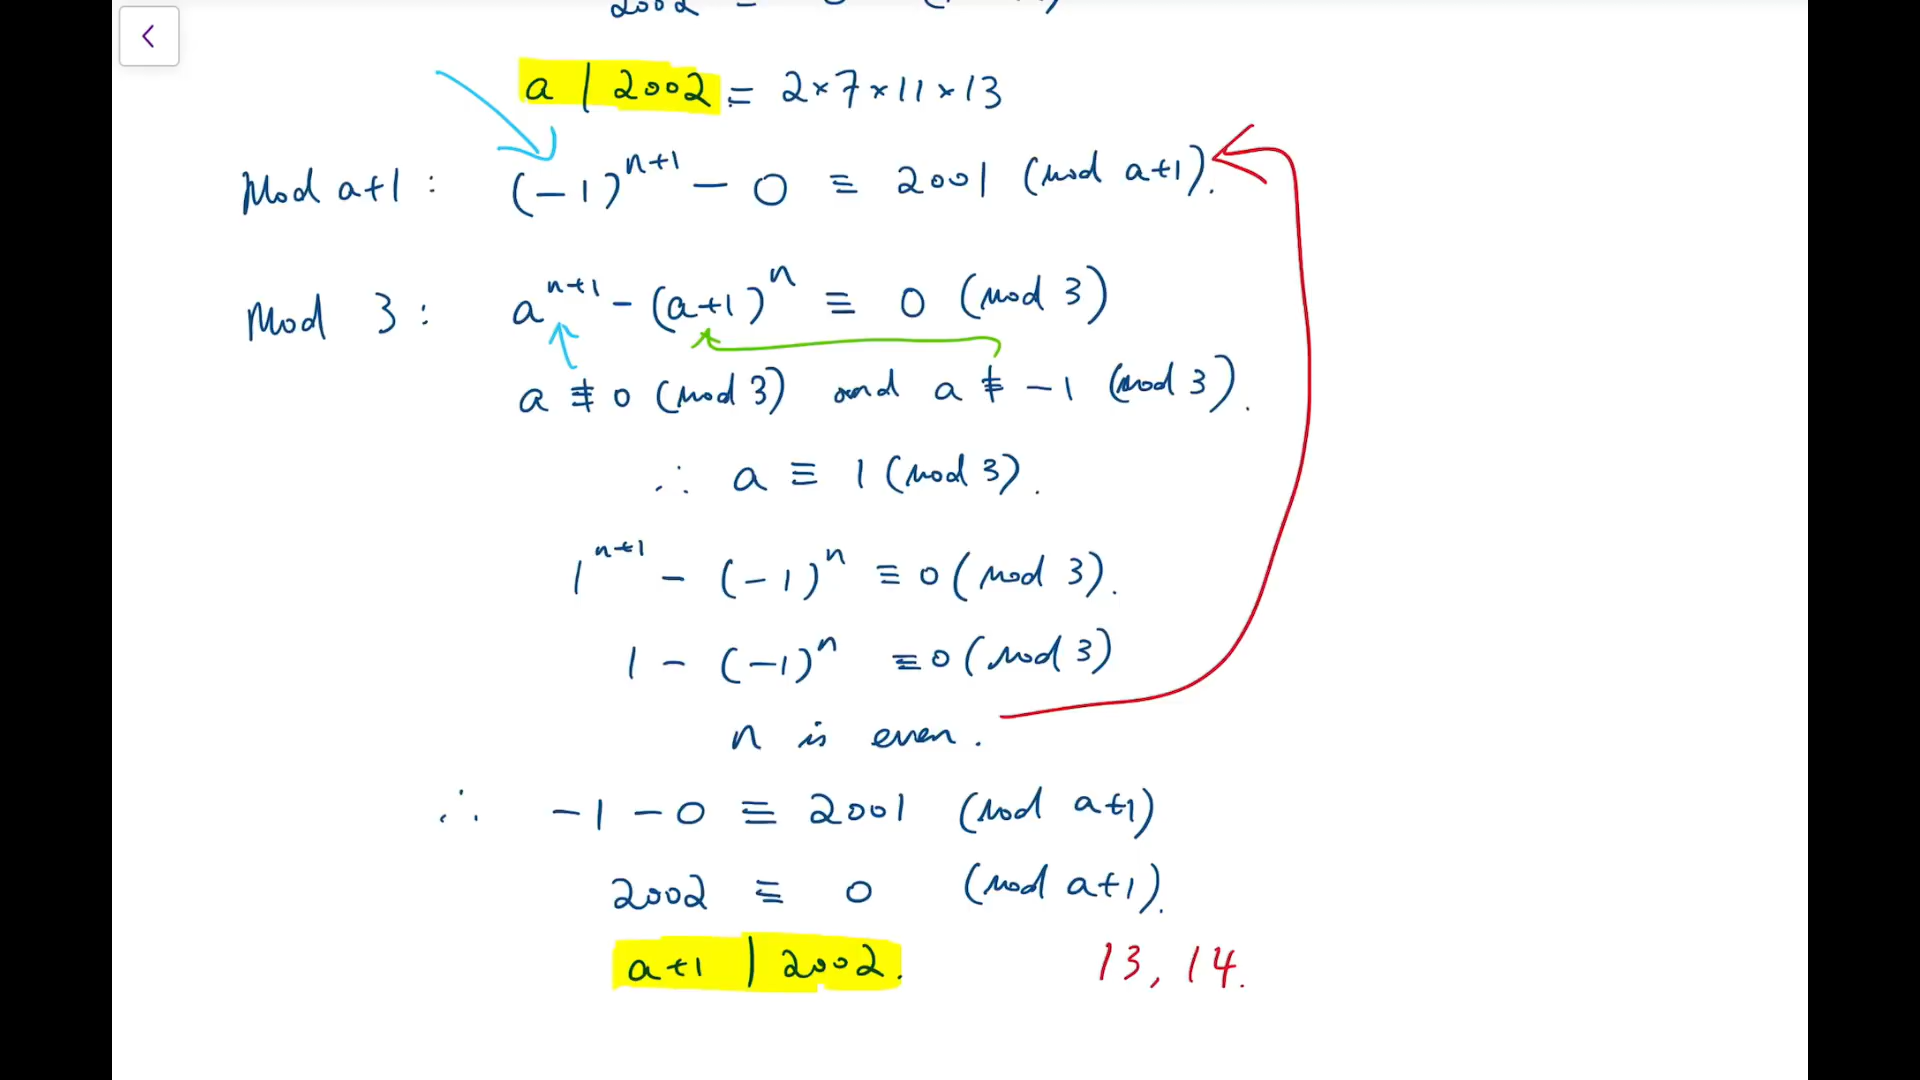 a | 2002 = 2×7×11×13
Mod a+1 : (-1)^{n+1} - 0 ≡ 2001 (mod a+1).
Mod 3 : a^{n+1} - (a+1)^n ≡ 0 (mod 3)
a ≢ 0 (mod 3) and a ≢ -1 (mod 3).
∴ a ≡ 1 (mod 3).
1^{n+1} - (-1)^n ≡ 0 (mod 3).
1 - (-1)^n ≡ 0 (mod 3)
n is even.
∴ -1 - 0 ≡ 2001 (mod a+1)
2002 ≡ 0 (mod a+1).
a+1 | 2002. 13, 14.